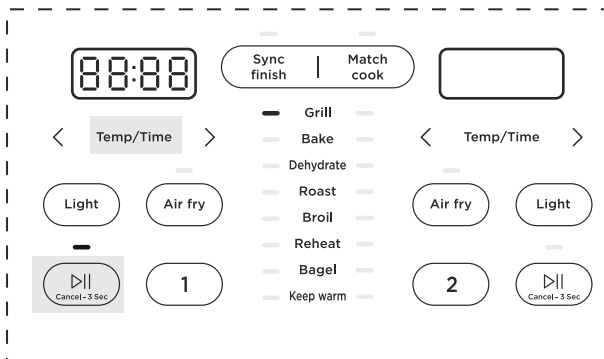 88:88
Sync finish
Match cook
Temp/Time
Light
Air fry
Cancel - 3 Sec
1
Grill
Bake
Dehydrate
Roast
Broil
Reheat
Bagel
Keep warm
Temp/Time
Air fry
Light
2
Cancel - 3 Sec